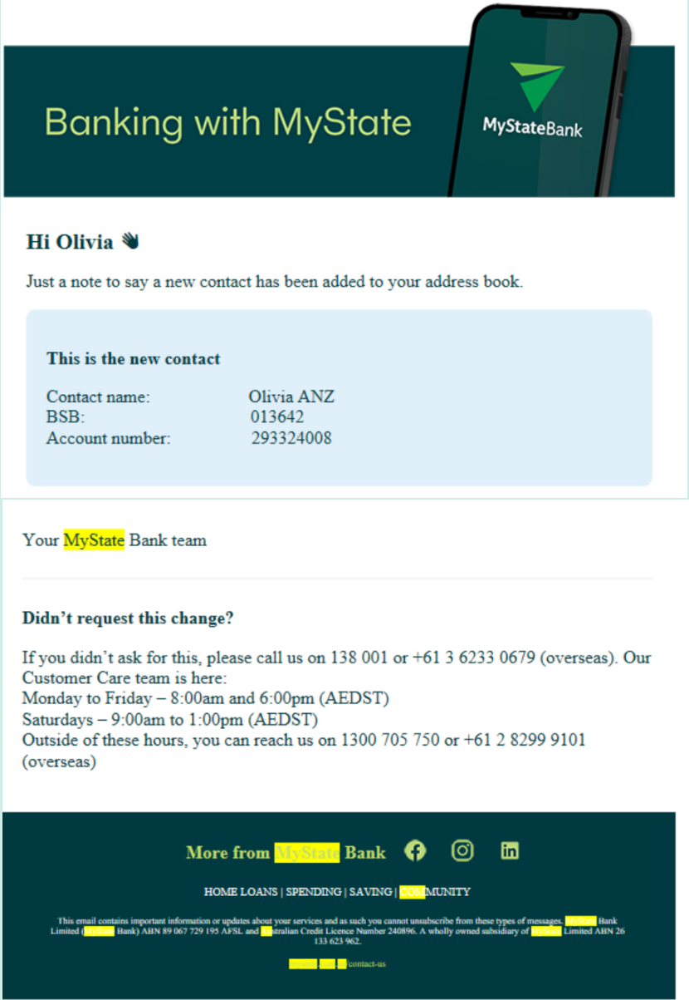 Banking with MyState
MyStateBank
Hi Olivia 👋
Just a note to say a new contact has been added to your address book.
This is the new contact
Contact name: Olivia ANZ
BSB: 013642
Account number: 293324008
Your MyState Bank team
Didn’t request this change?
If you didn’t ask for this, please call us on 138 001 or +61 3 6233 0679 (overseas). Our
Customer Care team is here:
Monday to Friday – 8:00am and 6:00pm (AEDST)
Saturdays – 9:00am to 1:00pm (AEDST)
Outside of these hours, you can reach us on 1300 705 750 or +61 2 8299 9101
(overseas)
More from MyState Bank
HOME LOANS | SPENDING | SAVING | COMMUNITY
This email contains important information or updates about your services and as such you cannot unsubscribe from these types of messages. MyState Bank
Limited (MyState Bank) ABN 89 067 729 195 AFSL and Australian Credit Licence Number 240896. A wholly owned subsidiary of MyState Limited ABN 26
133 623 962.
/contact-us